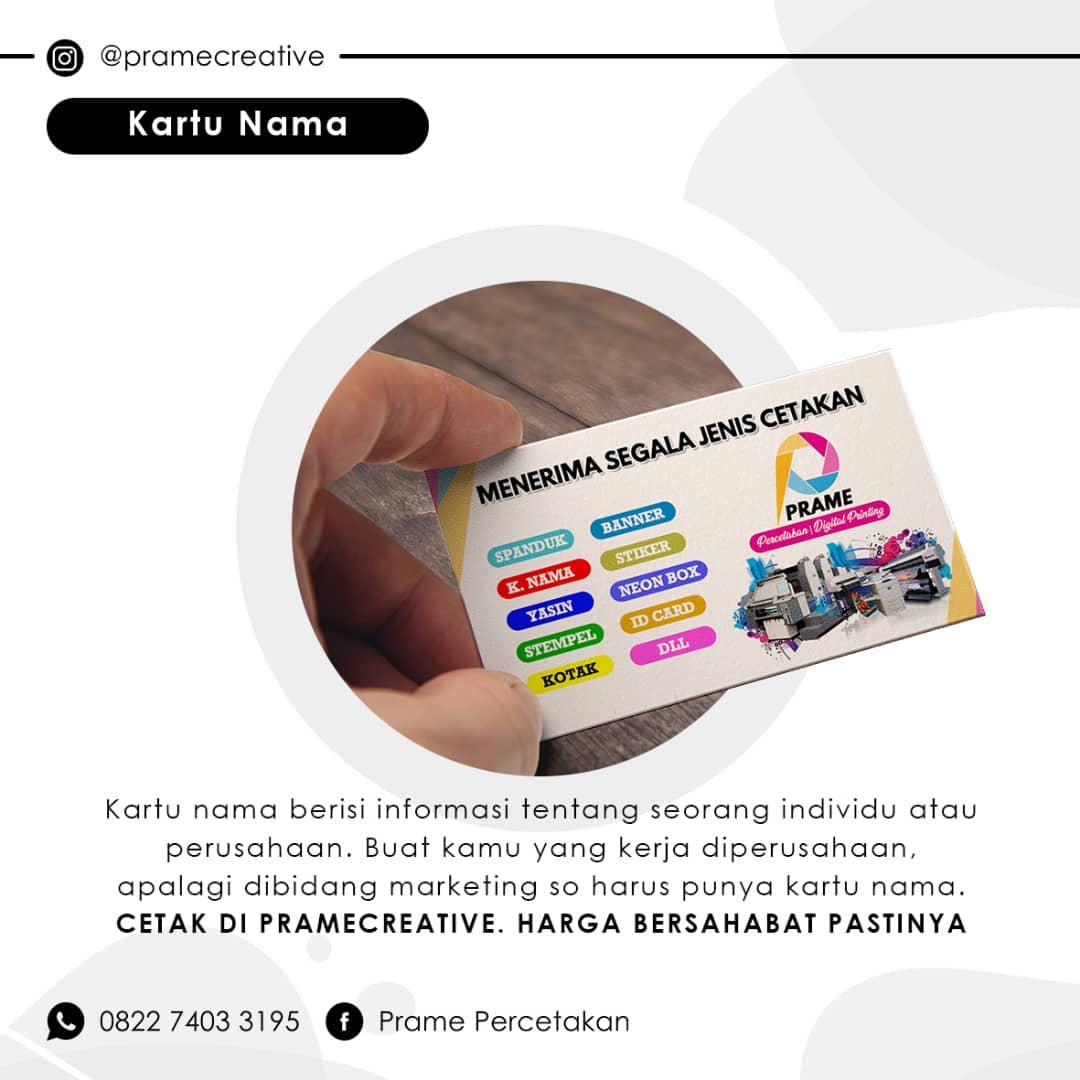 @pramecreative
Kartu Nama
MENERIMA SEGALA JENIS CETAKAN
SPANDUK
K. NAMA
YASIN
STEMPEL
KOTAK
BANNER
STIKER
NEON BOX
ID CARD
DLL
PRAME
Percetakan | Digital Printing
Kartu nama berisi informasi tentang seorang individu atau
perusahaan. Buat kamu yang kerja diperusahaan,
apalagi dibidang marketing so harus punya kartu nama.
CETAK DI PRAMECREATIVE. HARGA BERSAHABAT PASTINYA
0822 7403 3195
Prame Percetakan